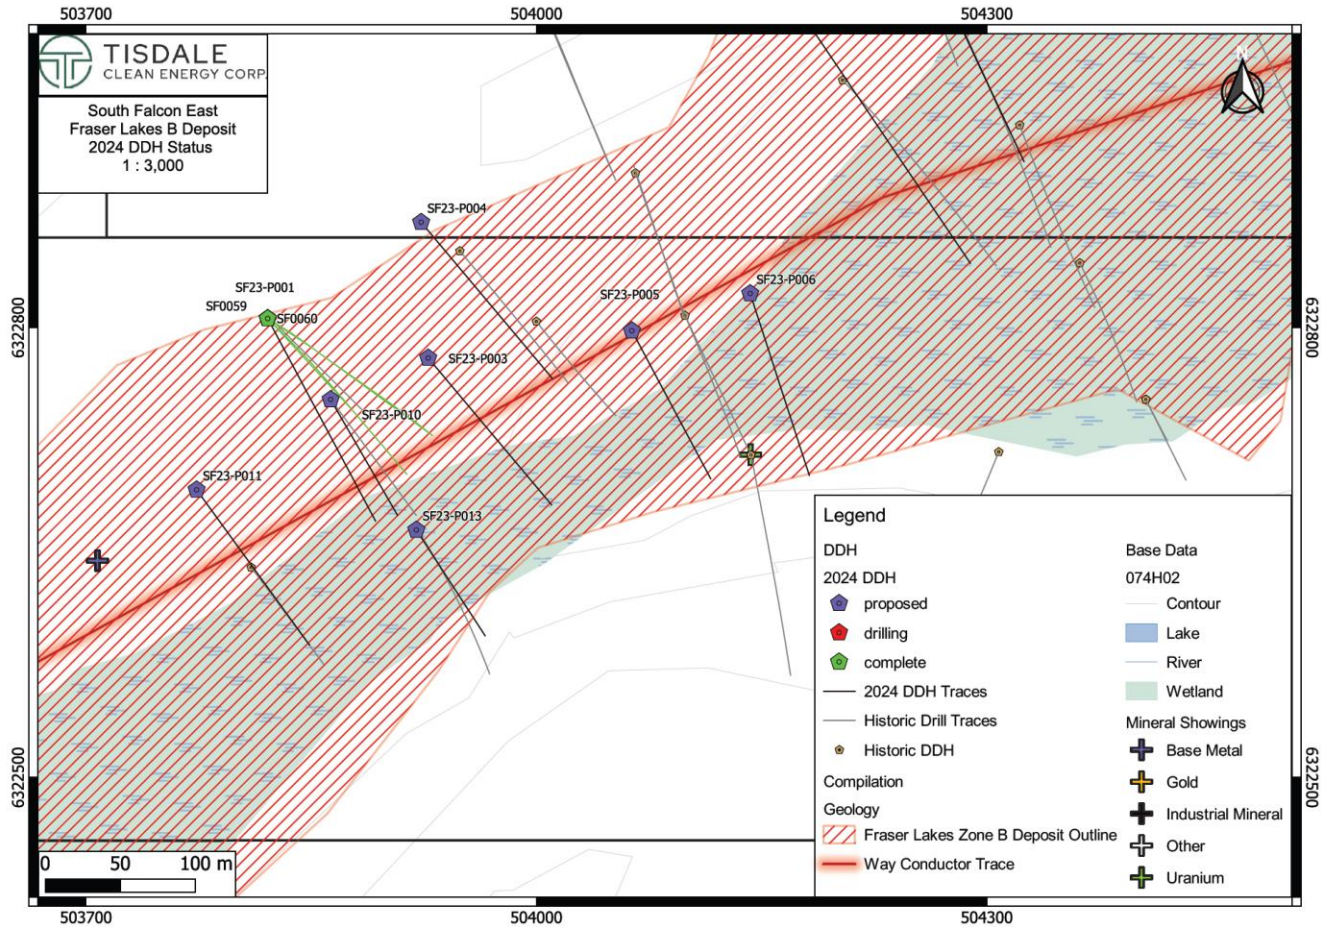 503700
504000
504300
TISDALE
CLEAN ENERGY CORP.
South Falcon East
Fraser Lakes B Deposit
2024 DDH Status
1 : 3,000
N
SF23-P004
SF23-P001
SF0059
SF0060
SF23-P005
SF23-P006
6322800
6322800
SF23-P003
SF23-P010
SF23-P011
SF23-P013
Legend
DDH
2024 DDH
proposed
drilling
complete
2024 DDH Traces
Historic Drill Traces
Historic DDH
Compilation
Geology
Fraser Lakes Zone B Deposit Outline
Way Conductor Trace
Base Data
074H02
Contour
Lake
River
Wetland
Mineral Showings
Base Metal
Gold
Industrial Mineral
Other
Uranium
6322500
6322500
0 50 100 m
503700
504000
504300